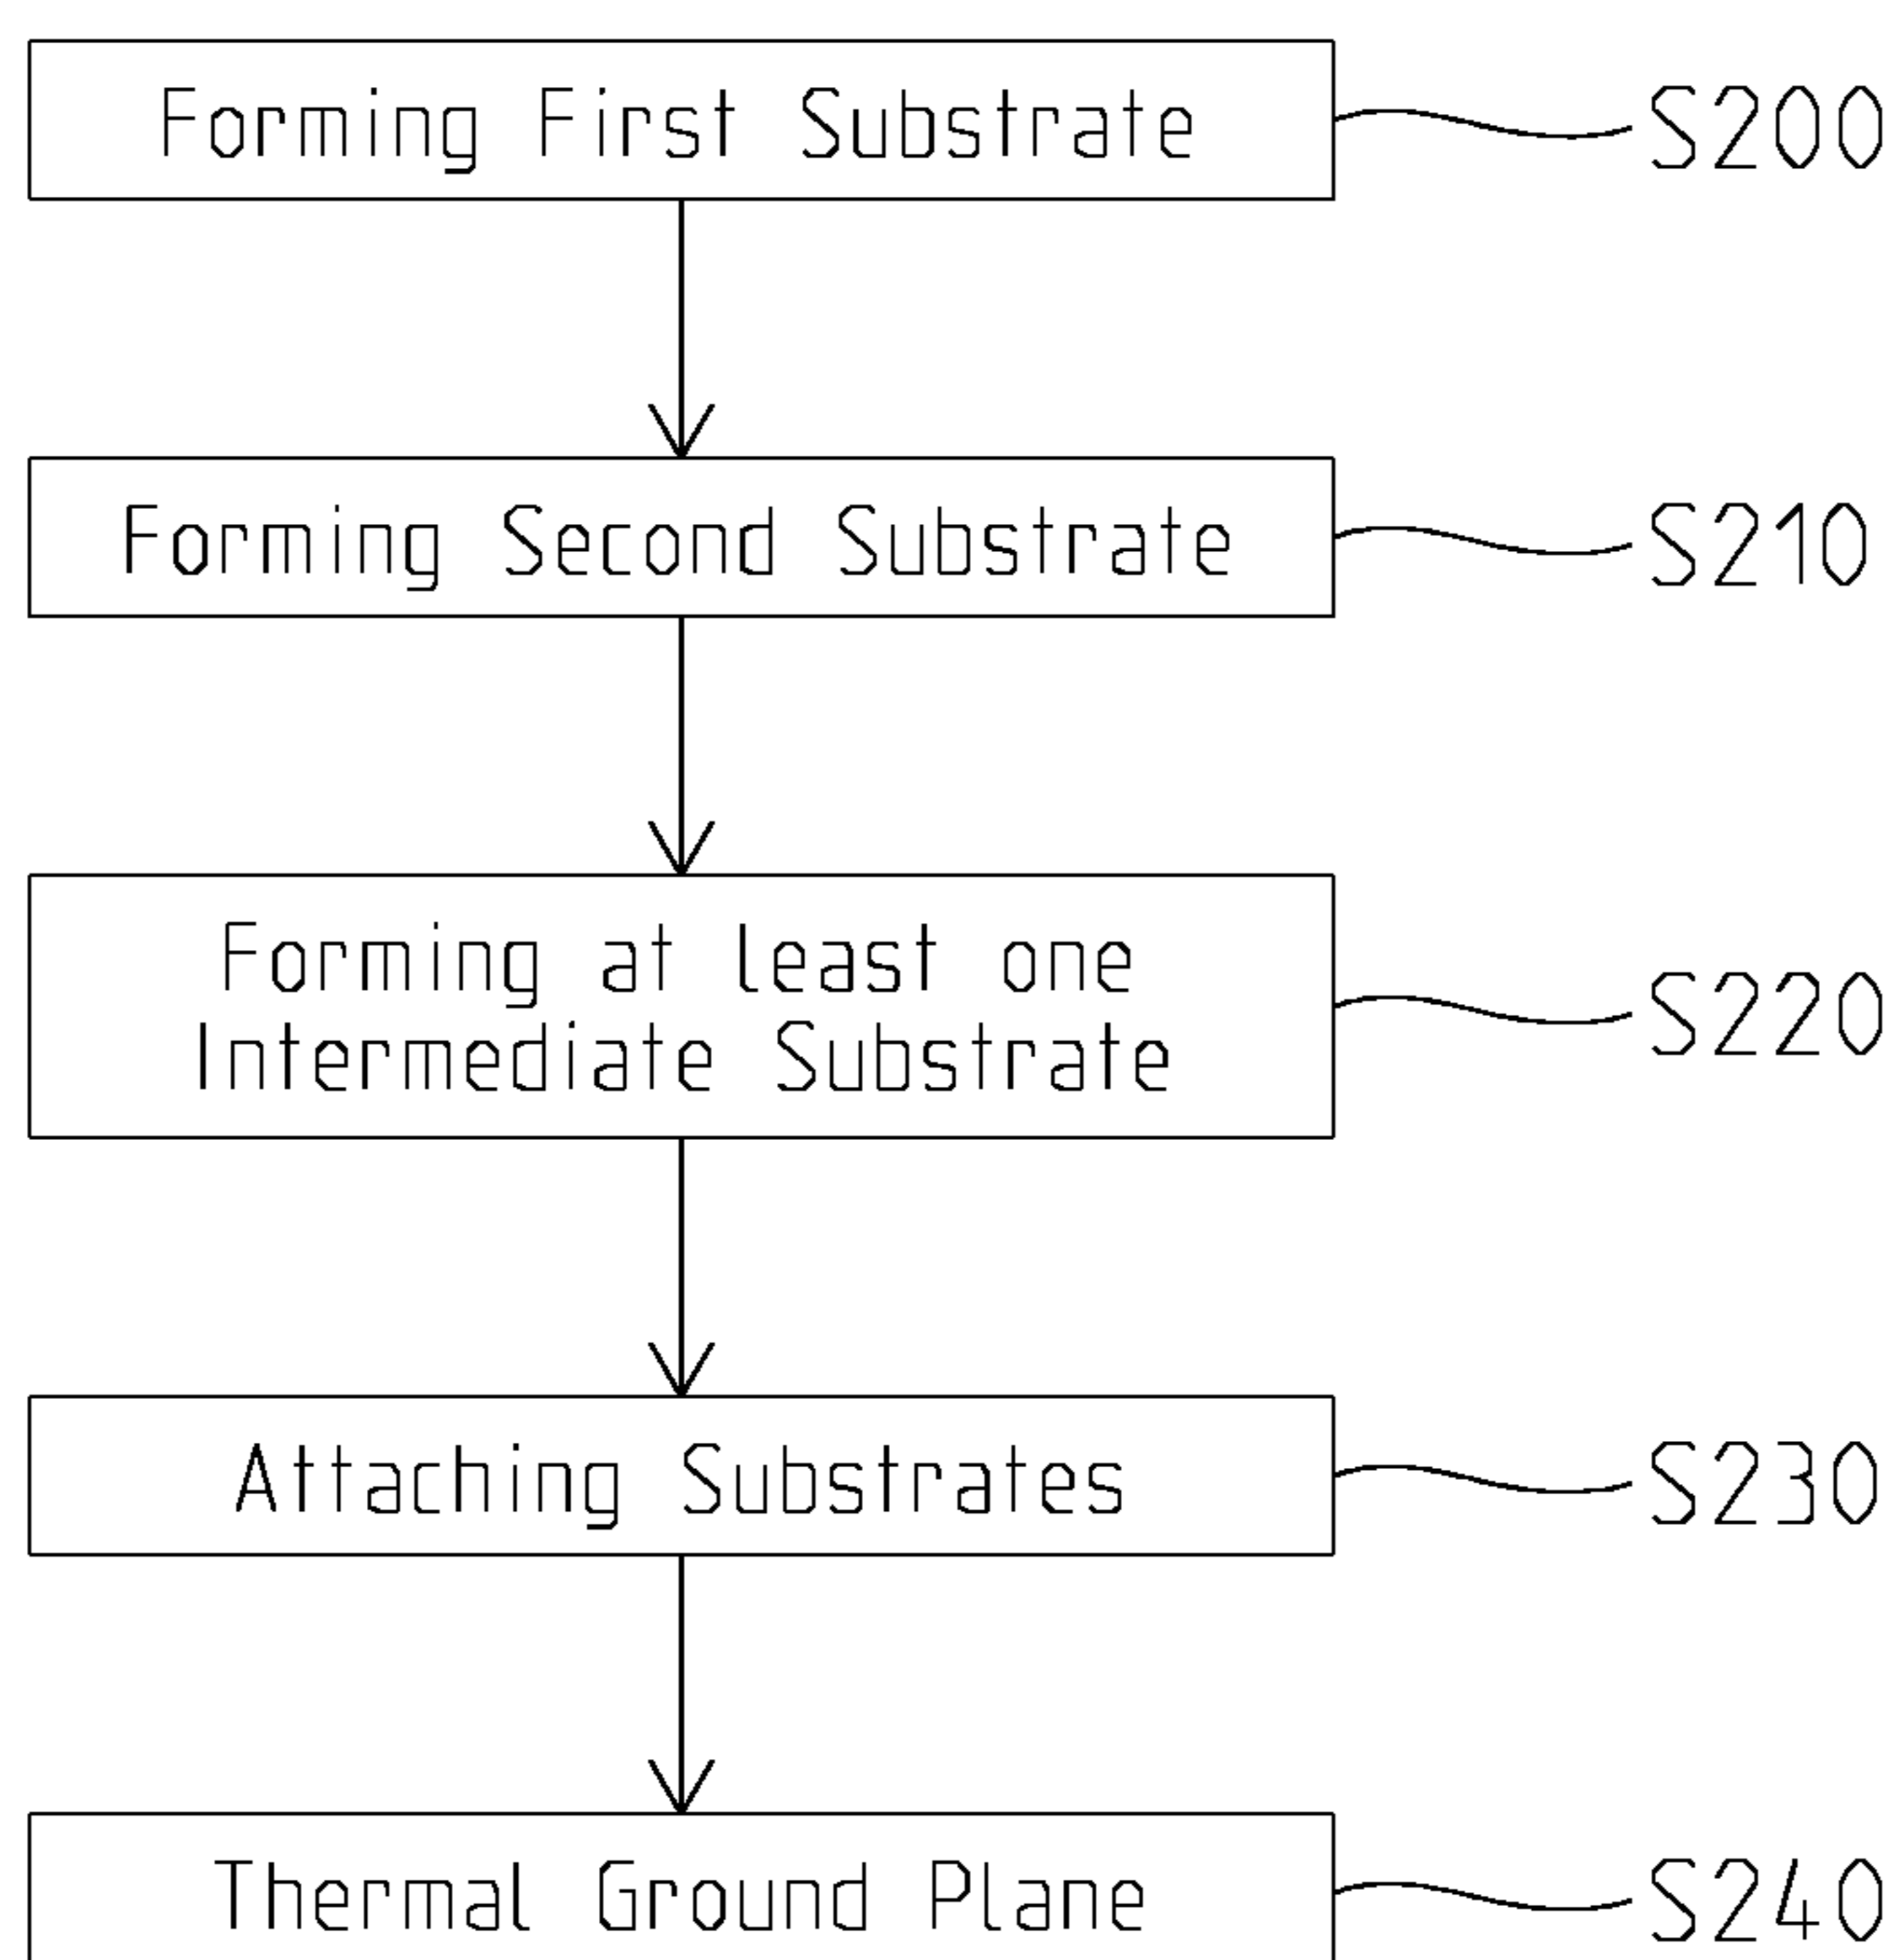 Forming First Substrate
S200
Forming Second Substrate
S210
Forming at least one
Intermediate Substrate
S220
Attaching Substrates
S230
Thermal Ground Plane
S240